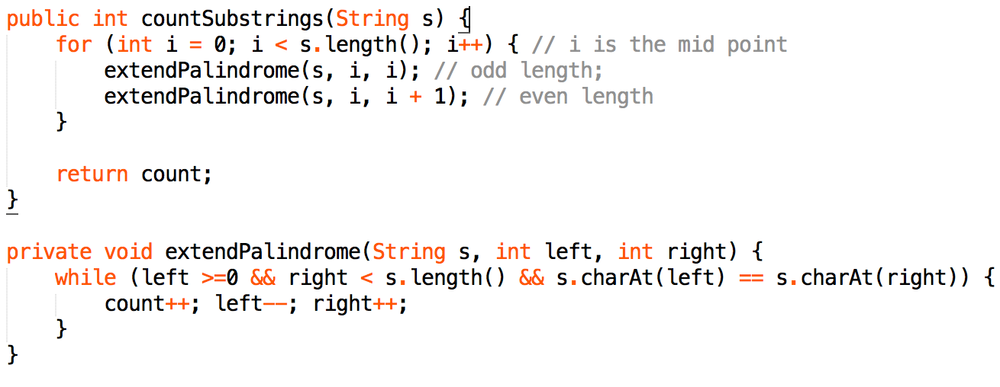 public int countSubstrings(String s) {
    for (int i = 0; i < s.length(); i++) { // i is the mid point
        extendPalindrome(s, i, i); // odd length;
        extendPalindrome(s, i, i + 1); // even length
    }

    return count;
}

private void extendPalindrome(String s, int left, int right) {
    while (left >=0 && right < s.length() && s.charAt(left) == s.charAt(right)) {
        count++; left--; right++;
    }
}